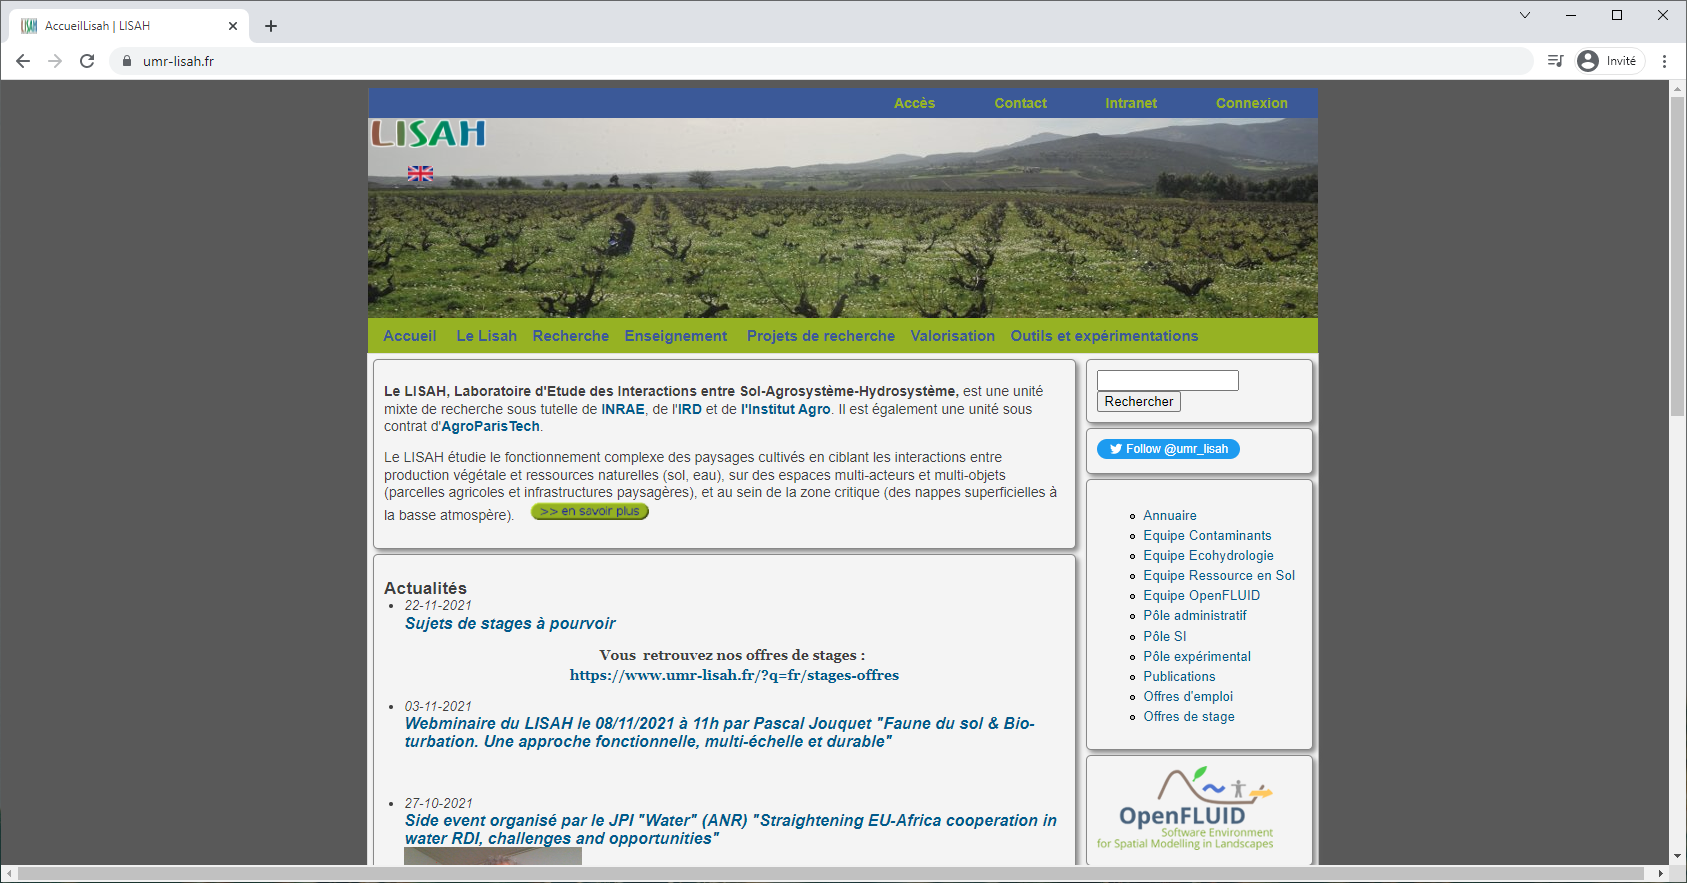 AccueilLisah | LISAH
umr-lisah.fr
Invité
Accès Contact Intranet Connexion
LISAH
Accueil Le Lisah Recherche Enseignement Projets de recherche Valorisation Outils et expérimentations
Le LISAH, Laboratoire d'Etude des Interactions entre Sol-Agrosystème-Hydrosystème, est une unité
mixte de recherche sous tutelle de INRAE, de l'IRD et de l'Institut Agro. Il est également une unité sous
contrat d'AgroParisTech.
Le LISAH étudie le fonctionnement complexe des paysages cultivés en ciblant les interactions entre
production végétale et ressources naturelles (sol, eau), sur des espaces multi-acteurs et multi-objets
(parcelles agricoles et infrastructures paysagères), et au sein de la zone critique (des nappes superficielles à
la basse atmospère). >> en savoir plus
Actualités
22-11-2021
Sujets de stages à pourvoir
Vous retrouvez nos offres de stages :
https://www.umr-lisah.fr/?q=fr/stages-offres
03-11-2021
Webminaire du LISAH le 08/11/2021 à 11h par Pascal Jouquet "Faune du sol & Bio-
turbation. Une approche fonctionnelle, multi-échelle et durable"
27-10-2021
Side event organisé par le JPI "Water" (ANR) "Straightening EU-Africa cooperation in
water RDI, challenges and opportunities"
Rechercher
Follow @umr_lisah
Annuaire
Equipe Contaminants
Equipe Ecohydrologie
Equipe Ressource en Sol
Equipe OpenFLUID
Pôle administratif
Pôle SI
Pôle expérimental
Publications
Offres d'emploi
Offres de stage
OpenFLUID
Software Environment
for Spatial Modelling in Landscapes